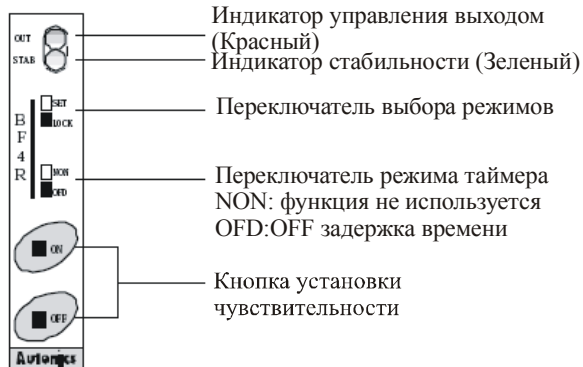 Индикатор управления выходом
(Красный)
OUT
STAB
Индикатор стабильности (Зеленый)
SET
LOCK
Переключатель выбора режимов
BF4R
NON
OFD
Переключатель режима таймера
NON: функция не используется
OFD:OFF задержка времени
ON
Кнопка установки
чувствительности
OFF
Autonics